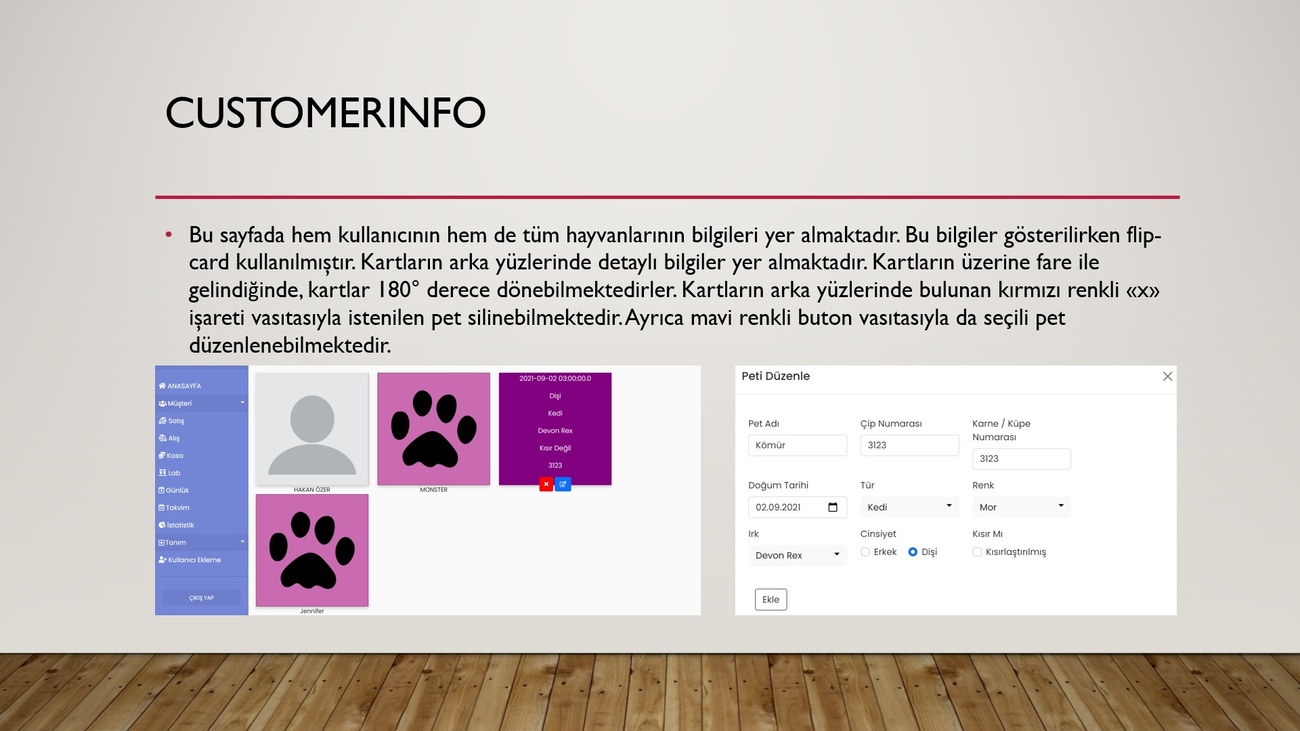 CUSTOMERINFO
• Bu sayfada hem kullanıcının hem de tüm hayvanlarının bilgileri yer almaktadır. Bu bilgiler gösterilirken flip-
card kullanılmıştır. Kartların arka yüzlerinde detaylı bilgiler yer almaktadır. Kartların üzerine fare ile
gelindiğinde, kartlar 180° derece dönebilmektedirler. Kartların arka yüzlerinde bulunan kırmızı renkli «x»
işareti vasıtasıyla istenilen pet silinebilmektedir. Ayrıca mavi renkli buton vasıtasıyla da seçili pet
düzenlenebilmektedir.
ANASAYFA
Müşteri
Satış
Alış
Kasa
Lab
Günlük
Takvim
İstatistik
Tanım
Kullanıcı Ekleme
ÇIKIŞ YAP
HAKAN ÖZER
MONSTER
2021-09-02 03:00:00.0
Dişi
Kedi
Devon Rex
Kısır Değil
3123
Jennifer
Peti Düzenle
Pet Adı
Kömür
Çip Numarası
3123
Karne / Küpe
Numarası
3123
Doğum Tarihi
02.09.2021
Tür
Kedi
Renk
Mor
Irk
Devon Rex
Cinsiyet
Erkek Dişi
Kısır Mı
Kısırlaştırılmış
Ekle